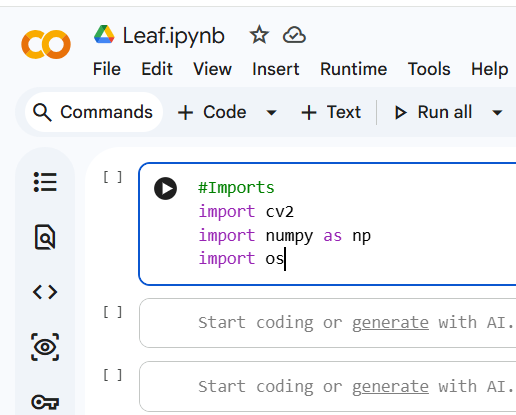 Leaf.ipynb
File Edit View Insert Runtime Tools Help
Commands + Code + Text Run all
[ ] #Imports
import cv2
import numpy as np
import os
[ ] Start coding or generate with AI.
[ ] Start coding or generate with AI.